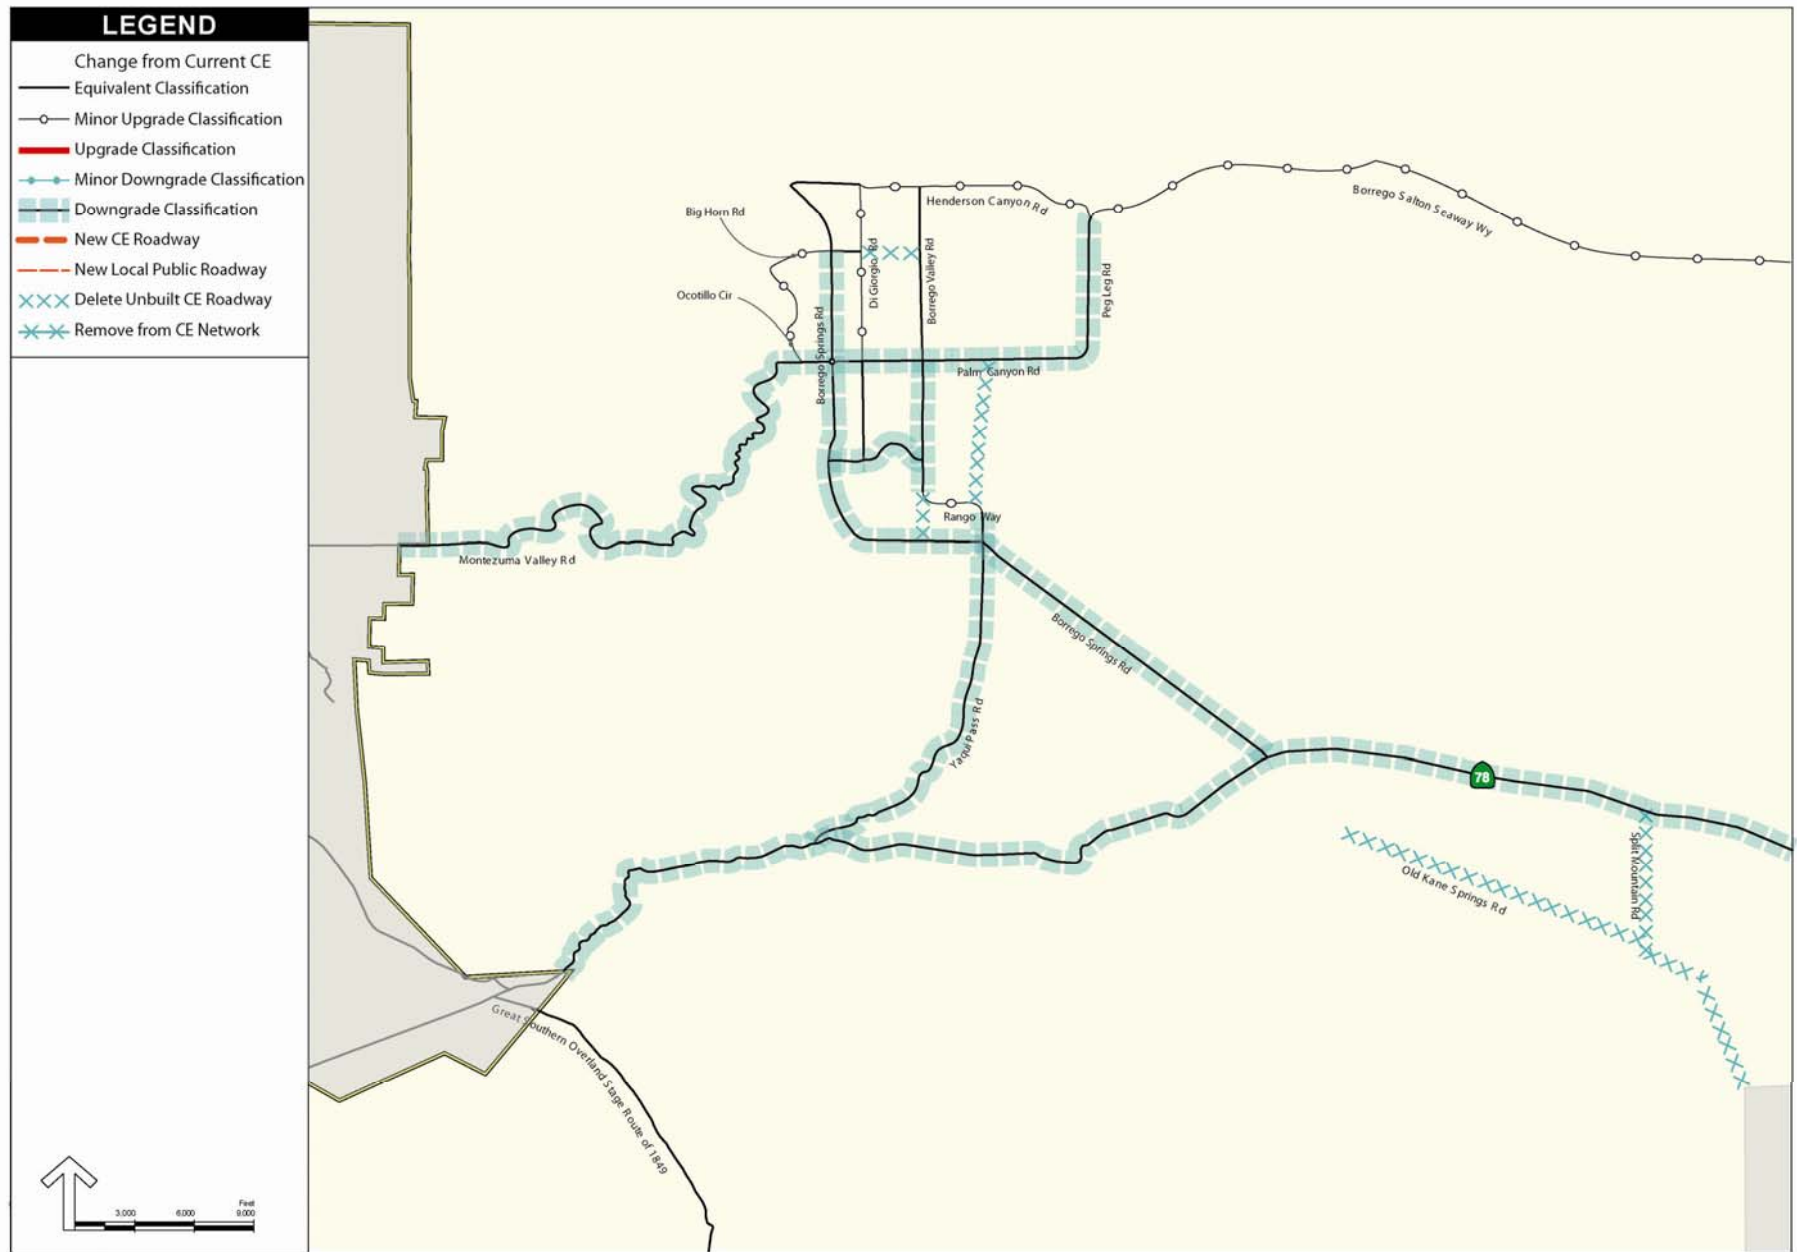 LEGEND
Change from Current CE
Equivalent Classification
Minor Upgrade Classification
Upgrade Classification
Minor Downgrade Classification
Downgrade Classification
New CE Roadway
New Local Public Roadway
Delete Unbuilt CE Roadway
Remove from CE Network
Borrego Salton Seaway Wy
Henderson Canyon Rd
Big Horn Rd
Di Giorgio Rd
Borrego Valley Rd
Peg Leg Rd
Ocotillo Cir
Borrego Springs Rd
Palm Canyon Rd
Rango Way
Montezuma Valley Rd
Borrego Springs Rd
Yaqui Pass Rd
78
Split Mountain Rd
Old Kane Springs Rd
Great Southern Overland Stage Route of 1849
Feet
3,000 6,000 9,000